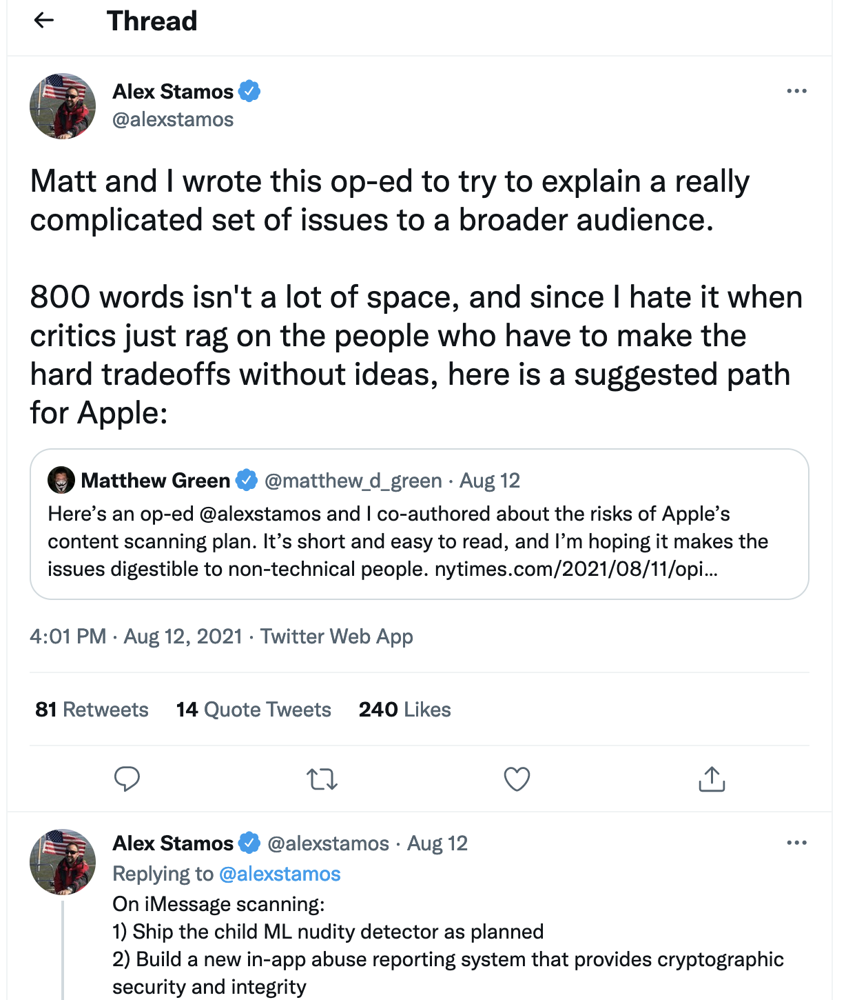 Thread
Alex Stamos
@alexstamos
Matt and I wrote this op-ed to try to explain a really
complicated set of issues to a broader audience.
800 words isn't a lot of space, and since I hate it when
critics just rag on the people who have to make the
hard tradeoffs without ideas, here is a suggested path
for Apple:
Matthew Green @matthew_d_green · Aug 12
Here’s an op-ed @alexstamos and I co-authored about the risks of Apple’s
content scanning plan. It’s short and easy to read, and I’m hoping it makes the
issues digestible to non-technical people. nytimes.com/2021/08/11/opi…
4:01 PM · Aug 12, 2021 · Twitter Web App
81 Retweets 14 Quote Tweets 240 Likes
Alex Stamos @alexstamos · Aug 12
Replying to @alexstamos
On iMessage scanning:
1) Ship the child ML nudity detector as planned
2) Build a new in-app abuse reporting system that provides cryptographic
security and integrity